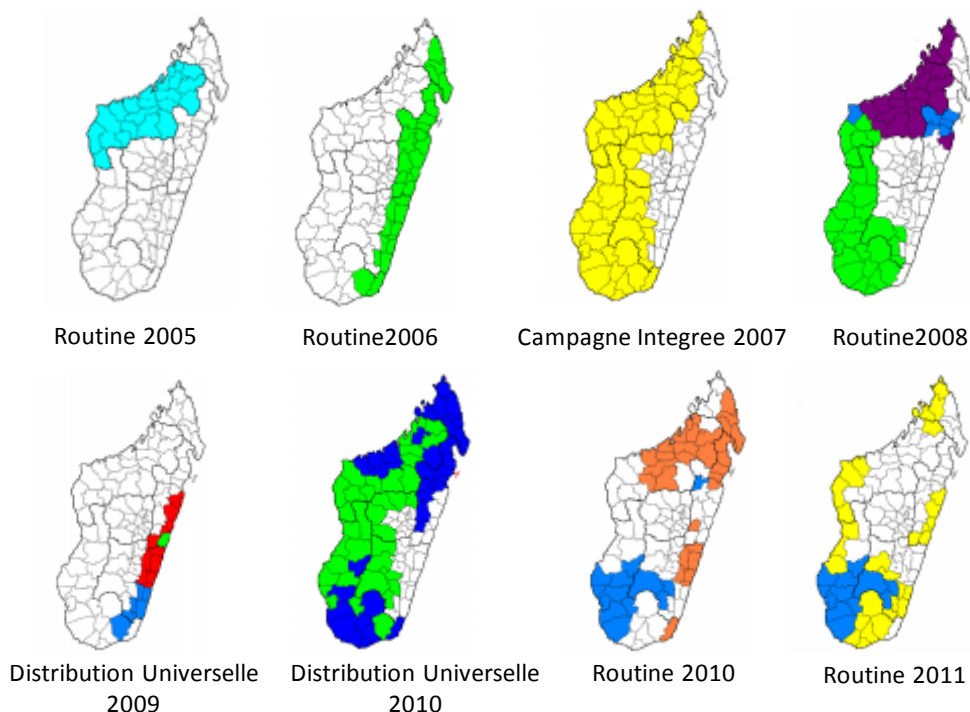 Routine 2005
Routine2006
Campagne Integree 2007
Routine2008
Distribution Universelle
2009
Distribution Universelle
2010
Routine 2010
Routine 2011